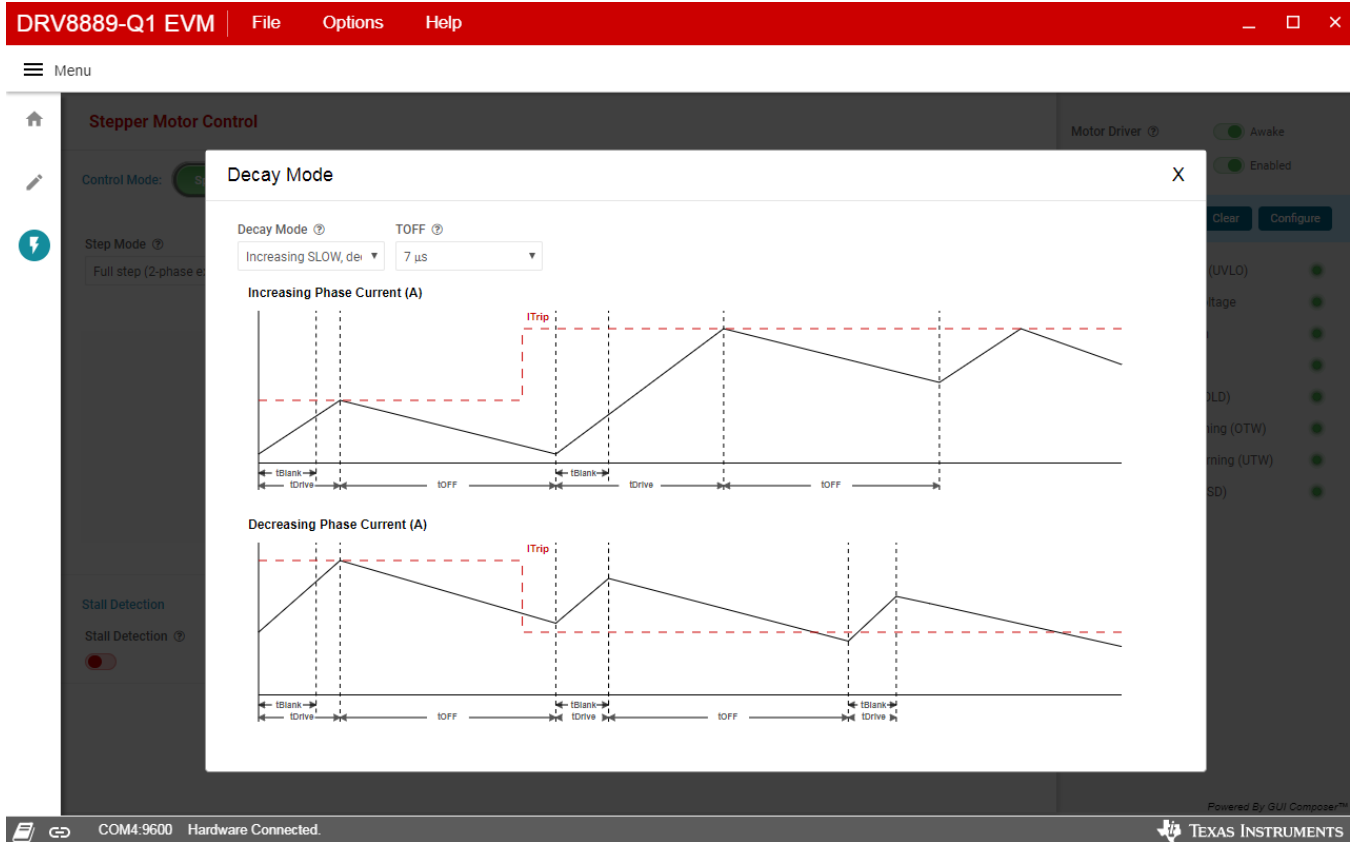 DRV8889-Q1 EVM File Options Help
Menu
Stepper Motor Control
Motor Driver Awake
Control Mode:
Enabled
Decay Mode X
Clear Configure
Decay Mode TOFF
Step Mode
Increasing SLOW, de 7 µs
Full step (2-phase e
(UVLO)
Increasing Phase Current (A)
ltage
ITrip
OLD)
ning (OTW)
rning (UTW)
tBlank tBlank
tDrive tOFF tDrive tOFF
SD)
Decreasing Phase Current (A)
ITrip
Stall Detection
Stall Detection
tBlank tBlank tBlank
tDrive tOFF tDrive tOFF tDrive
Powered By GUI Composer™
COM4:9600 Hardware Connected.
TEXAS INSTRUMENTS